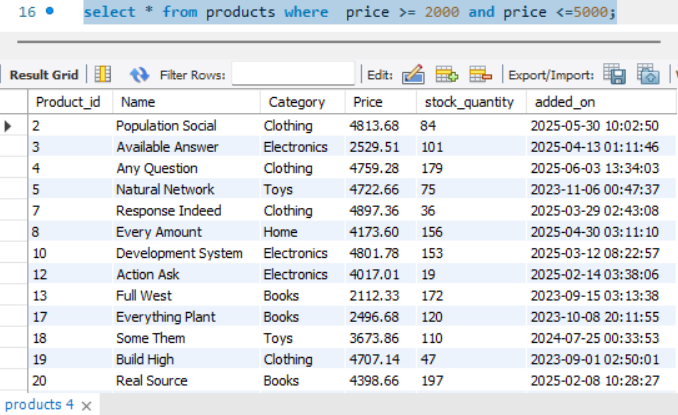 16 select * from products where price >= 2000 and price <=5000;
Result Grid Filter Rows: Edit: Export/Import:
Product_id Name Category Price stock_quantity added_on
2 Population Social Clothing 4813.68 84 2025-05-30 10:02:50
3 Available Answer Electronics 2529.51 101 2025-04-13 01:11:46
4 Any Question Clothing 4759.28 179 2025-06-03 13:34:03
5 Natural Network Toys 4722.66 75 2023-11-06 00:47:37
7 Response Indeed Clothing 4897.36 36 2025-03-29 02:43:08
8 Every Amount Home 4173.60 156 2025-04-30 03:11:10
10 Development System Electronics 4801.78 153 2025-03-12 08:22:57
12 Action Ask Electronics 4017.01 19 2025-02-14 03:38:06
13 Full West Books 2112.33 172 2023-09-15 03:13:38
17 Everything Plant Books 2496.68 120 2023-10-08 20:11:55
18 Some Them Toys 3673.86 110 2024-07-25 00:33:53
19 Build High Clothing 4707.14 47 2023-09-01 02:50:01
20 Real Source Books 4398.66 197 2025-02-08 10:28:27
products 4